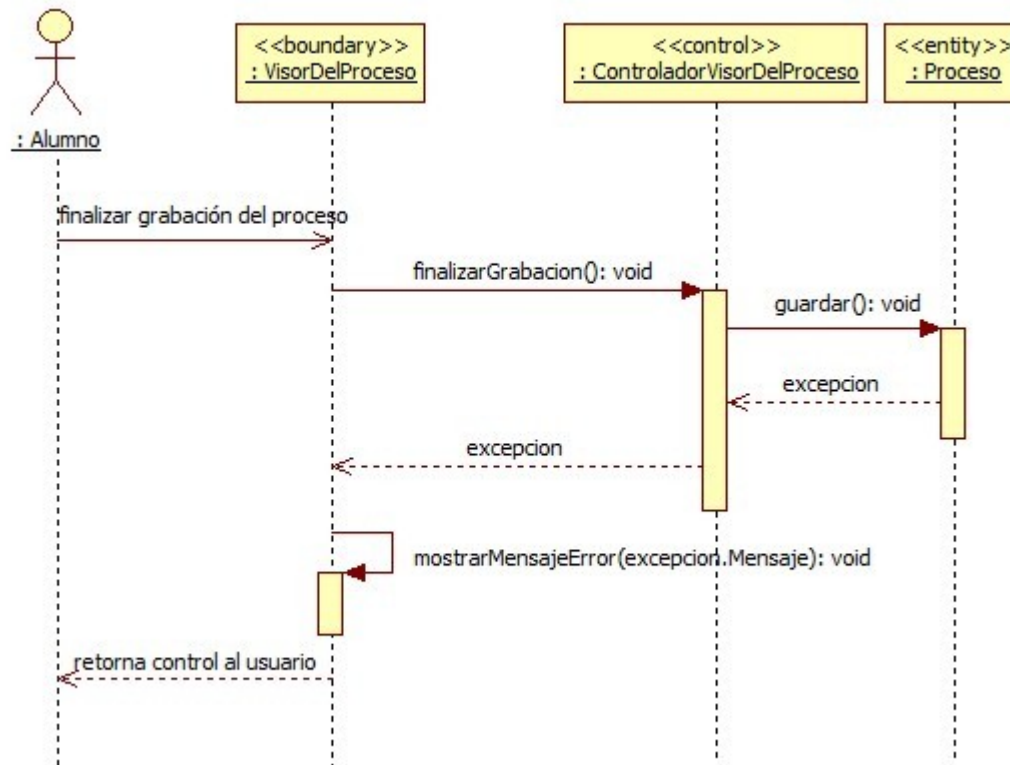 <<boundary>>
: VisorDelProceso
<<control>>
: ControladorVisorDelProceso
<<entity>>
: Proceso
: Alumno
finalizar grabación del proceso
finalizarGrabacion(): void
guardar(): void
excepcion
excepcion
mostrarMensajeError(excepcion.Mensaje): void
retorna control al usuario